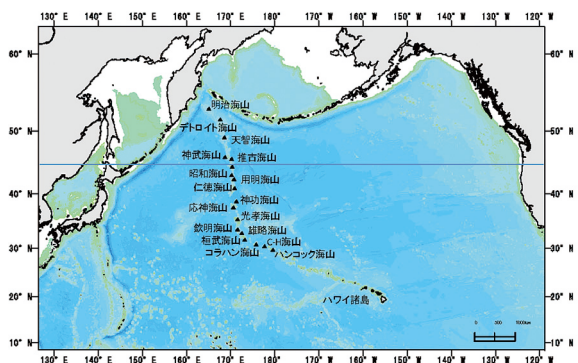 130° E 140° E 150° E 160° E 170° E 180° 170° W 160° W 150° W 140° W 130° W 120° W
60° N 60° N
明治海山
デトロイト海山
50° N 50° N
天智海山
神武海山 推古海山
昭和海山 用明海山
仁徳海山
40° N 40° N
神功海山
応神海山
光孝海山
欽明海山 雄略海山
桓武海山 C-H海山
30° N 30° N
コラハン海山 ハンコック海山
20° N 20° N
ハワイ諸島
0 500 1000km
10° N 10° N
130° E 140° E 150° E 160° E 170° E 180° 170° W 160° W 150° W 140° W 130° W 120° W